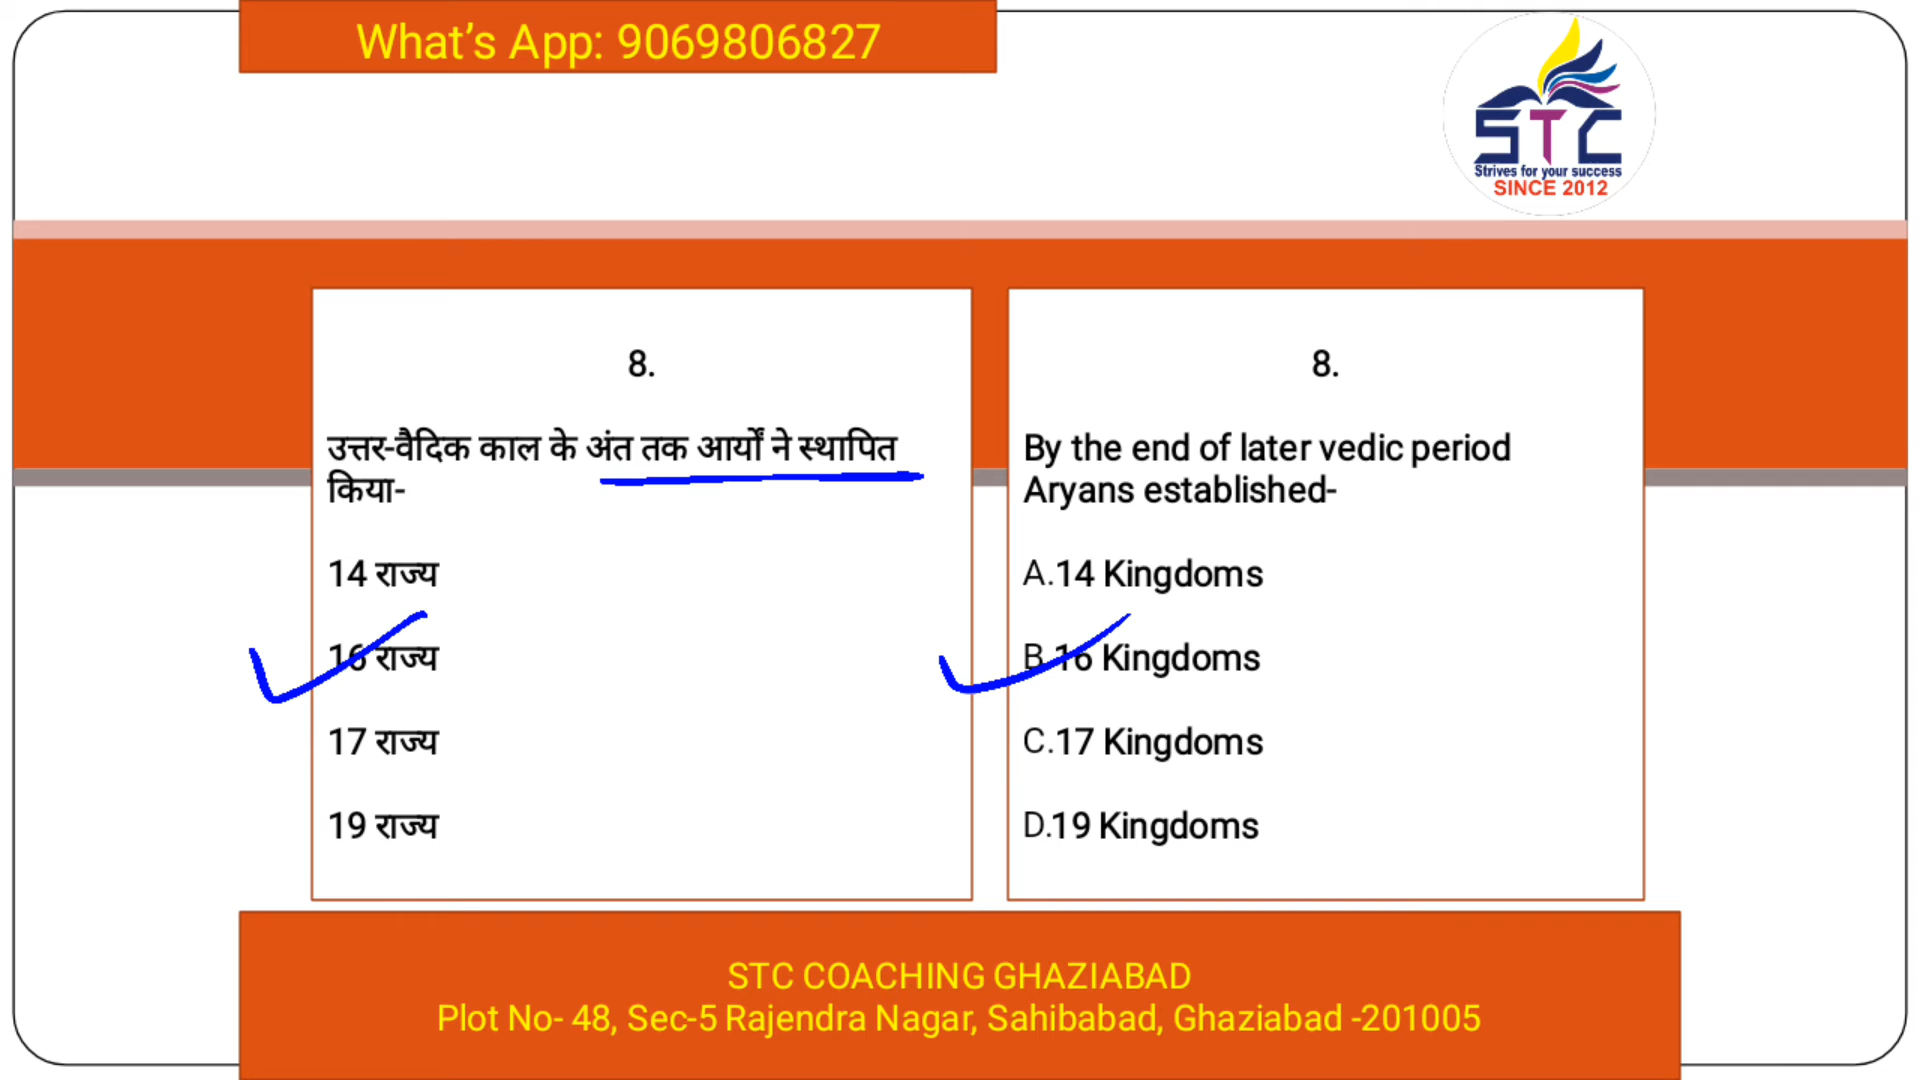 What's App: 9069806827
STC
Strives for your success
SINCE 2012
8.
उत्तर-वैदिक काल के अंत तक आर्यों ने स्थापित
किया-
14 राज्य
16 राज्य
17 राज्य
19 राज्य
8.
By the end of later vedic period
Aryans established-
A.14 Kingdoms
B.16 Kingdoms
C.17 Kingdoms
D.19 Kingdoms
STC COACHING GHAZIABAD
Plot No- 48, Sec-5 Rajendra Nagar, Sahibabad, Ghaziabad -201005